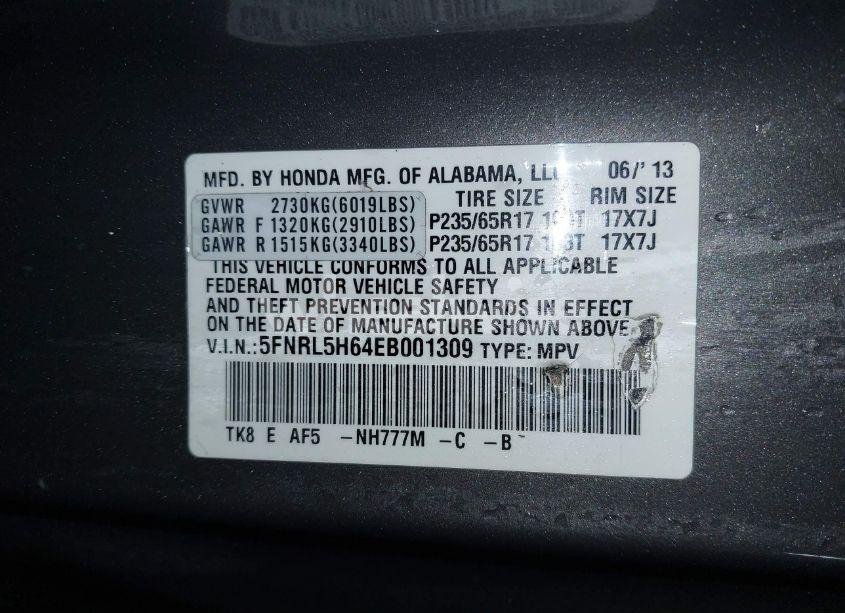 MFD. BY HONDA MFG. OF ALABAMA, 06/' 13
TIRE SIZE RIM SIZE
GVWR 2730KG(6019LBS)
GAWR F 1320KG(2910LBS) P235/65R17 17X7J
GAWR R 1515KG(3340LBS) P235/65R17 17X7J
THIS VEHICLE CONFORMS TO ALL APPLICABLE
FEDERAL MOTOR VEHICLE SAFETY
AND THEFT PREVENTION STANDARDS IN EFFECT
ON THE DATE OF MANUFACTURE SHOWN ABOVE.
V.I.N.:5FNRL5H64EB001309 TYPE: MPV
TK8 E AF5 -NH777M -C -B